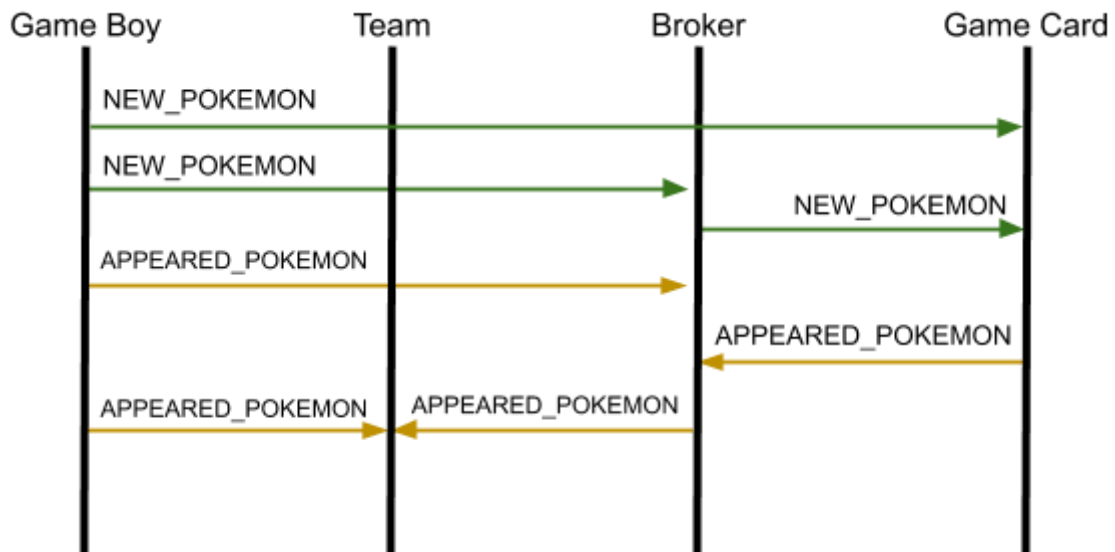 Game Boy
Team
Broker
Game Card
NEW_POKEMON
NEW_POKEMON
NEW_POKEMON
APPEARED_POKEMON
APPEARED_POKEMON
APPEARED_POKEMON
APPEARED_POKEMON